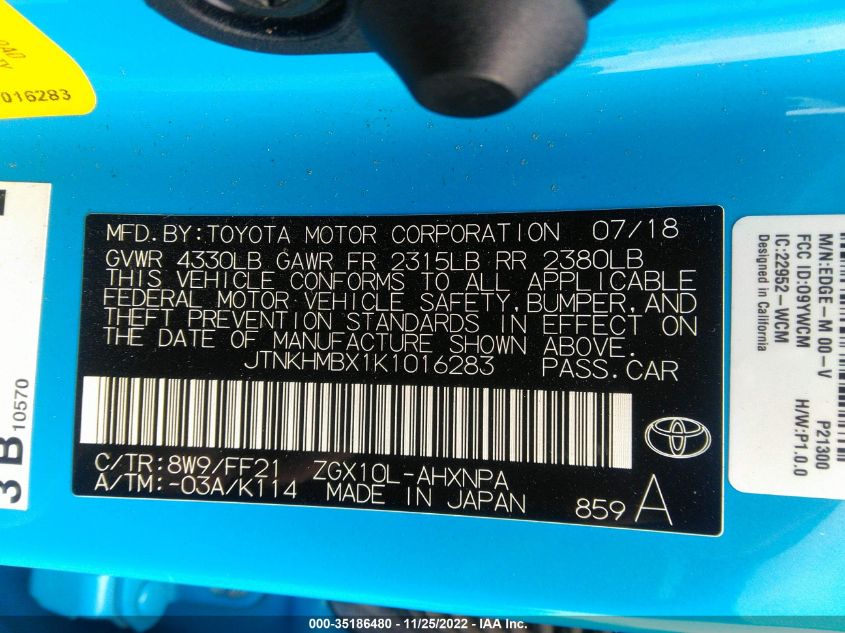 016283
MFD.BY:TOYOTA MOTOR CORPORATION 07/18
GVWR 4330LB GAWR FR 2315LB RR 2380LB
THIS VEHICLE CONFORMS TO ALL APPLICABLE
FEDERAL MOTOR VEHICLE SAFETY, BUMPER, AND
THEFT PREVENTION STANDARDS IN EFFECT ON
THE DATE OF MANUFACTURE SHOWN ABOVE.
JTNKHMBX1K1016283 PASS.CAR
C/TR:8W9/FF21 ZGX10L-AHXNPA
A/TM:-03A/K114 MADE IN JAPAN 859 A
3 B 10570
M/N:EDGE-M 00-V P21300
FCC ID:09YWCM H/W:P1.0.0
IC:22952-WCM
Designed in California
000-35186480 - 11/25/2022 - IAA Inc.